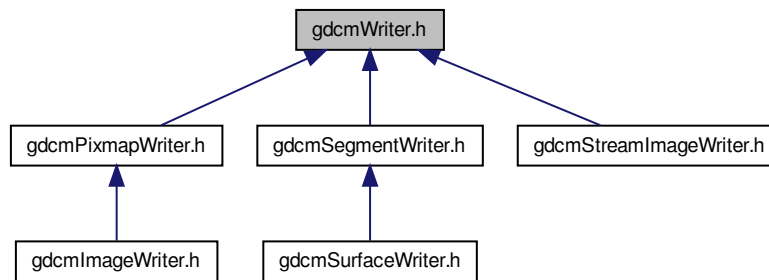 gdcmWriter.h
gdcmPixmapWriter.h
gdcmSegmentWriter.h
gdcmStreamImageWriter.h
gdcmImageWriter.h
gdcmSurfaceWriter.h